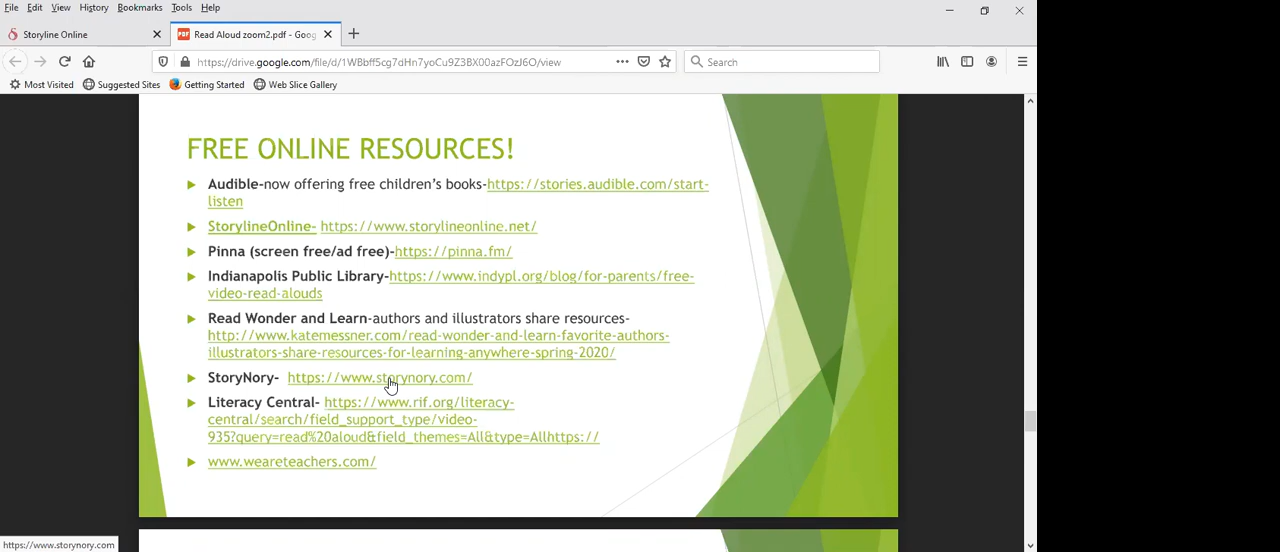 File Edit View History Bookmarks Tools Help
Storyline Online
Read Aloud zoom2.pdf - Goog
https://drive.google.com/file/d/1WBbff5cg7dHn7yoCu9Z3BX00azFOzJ6O/view
Search
Most Visited Suggested Sites Getting Started Web Slice Gallery
FREE ONLINE RESOURCES!
Audible-now offering free children's books-https://stories.audible.com/start-
listen
StorylineOnline- https://www.storylineonline.net/
Pinna (screen free/ad free)-https://pinna.fm/
Indianapolis Public Library-https://www.indypl.org/blog/for-parents/free-
video-read-alouds
Read Wonder and Learn-authors and illustrators share resources-
http://www.katemessner.com/read-wonder-and-learn-favorite-authors-
illustrators-share-resources-for-learning-anywhere-spring-2020/
StoryNory- https://www.storynory.com/
Literacy Central- https://www.rif.org/literacy-
central/search/field_support_type/video-
935?query=read%20aloud&field_themes=All&type=Allhttps://
www.weareteachers.com/
https://www.storynory.com